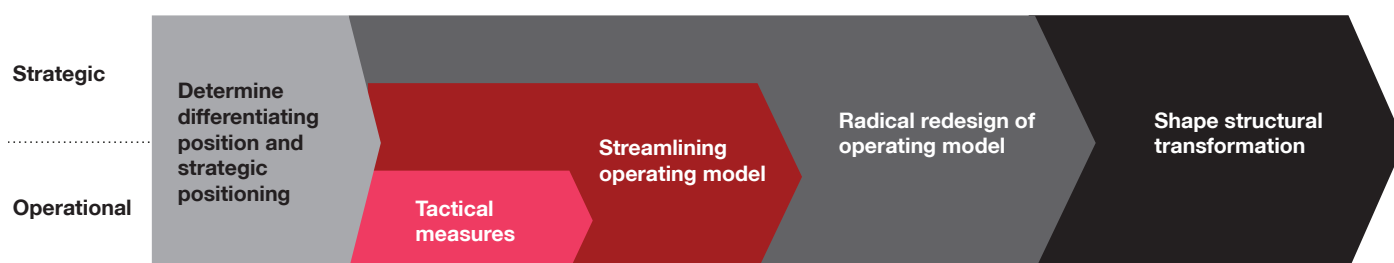 Strategic
Operational
Determine
differentiating
position and
strategic
positioning
Tactical
measures
Streamlining
operating model
Radical redesign of
operating model
Shape structural
transformation